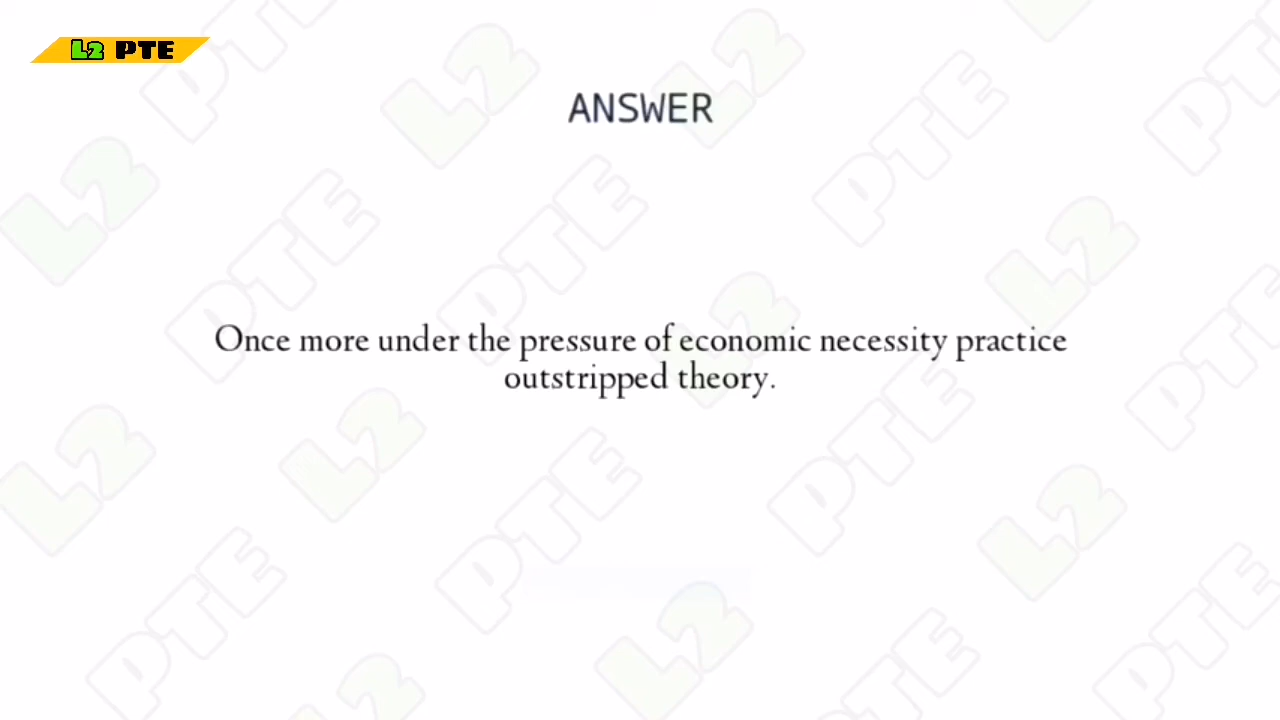 L2 PTE
ANSWER
Once more under the pressure of economic necessity practice
outstripped theory.